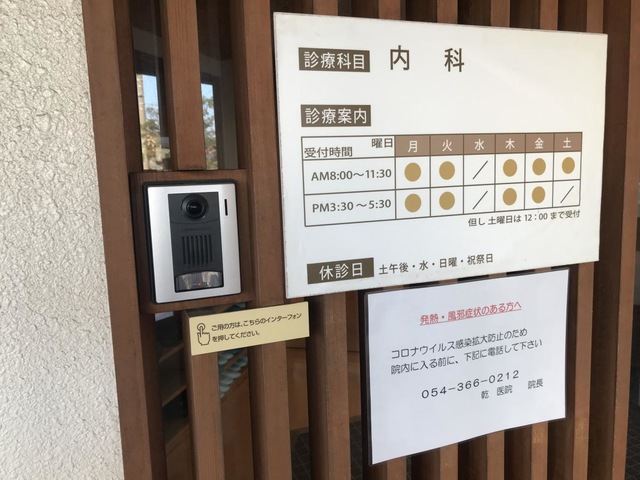 診療科目 内 科
診療案内
曜日 月 火 水 木 金 土
受付時間
AM8:00～11:30 ● ● ／ ● ● ●
PM3:30～5:30 ● ● ／ ● ● ／
但し 土曜日は 12：00 まで受付
休診日 土午後・水・日曜・祝祭日
ご用の方は、こちらのインターフォン
を押してください。
発熱・風邪症状のある方へ
コロナウイルス感染拡大防止のため
院内に入る前に、下記に電話して下さい
054-366-0212
乾 医院 院長